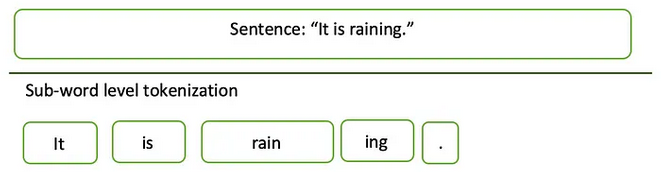 Sentence: “It is raining.”
Sub-word level tokenization
It is rain ing .